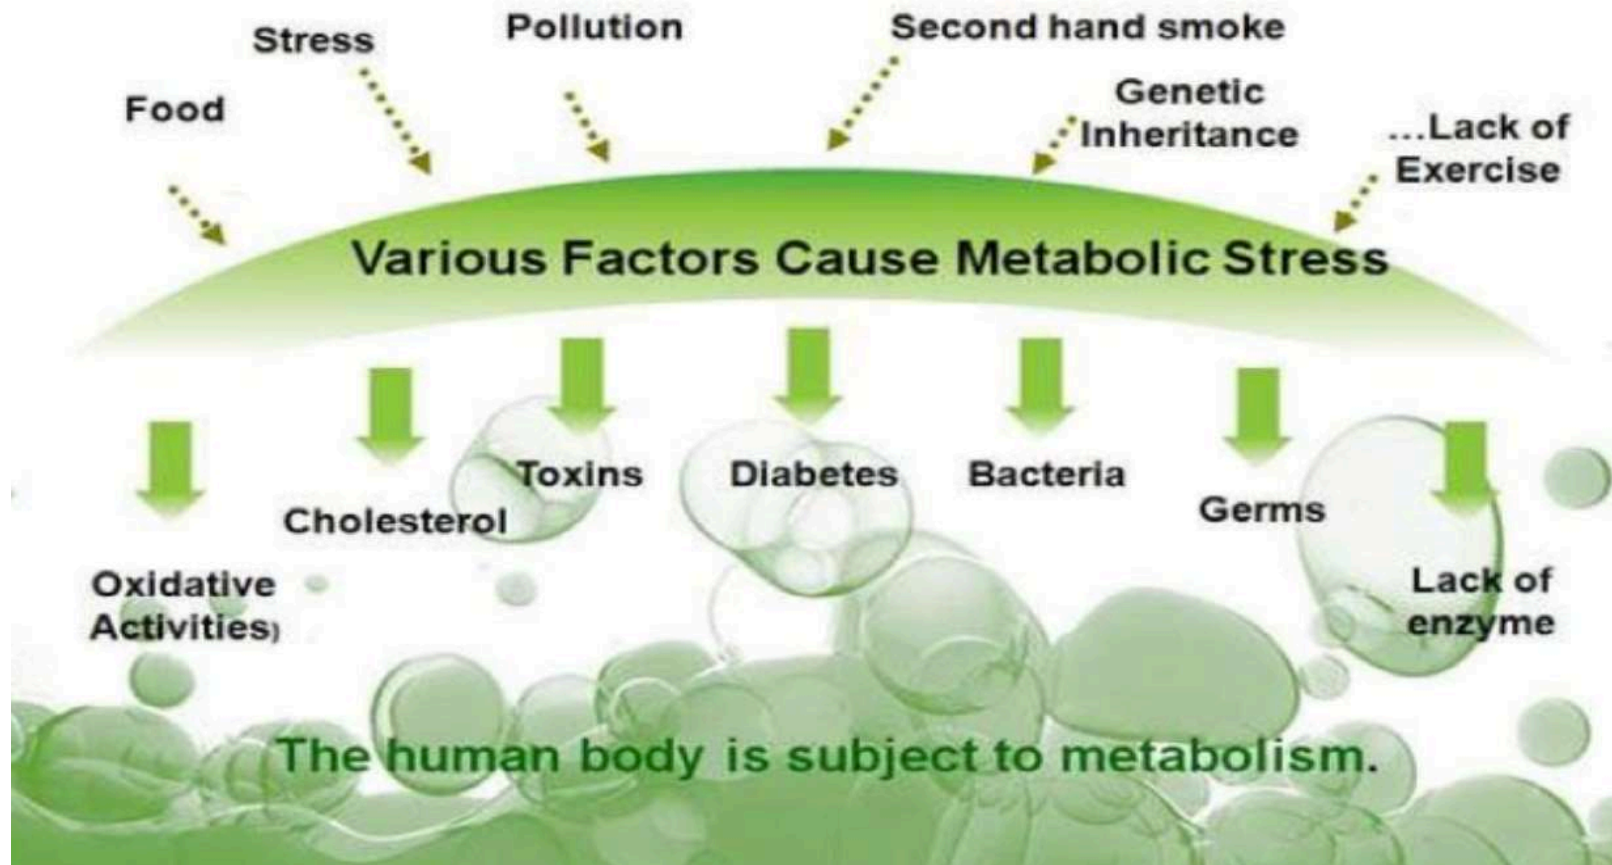 Stress
Pollution
Second hand smoke
Food
Genetic
Inheritance
...Lack of
Exercise
Various Factors Cause Metabolic Stress
Oxidative
Activities)
Cholesterol
Toxins
Diabetes
Bacteria
Germs
Lack of
enzyme
The human body is subject to metabolism.